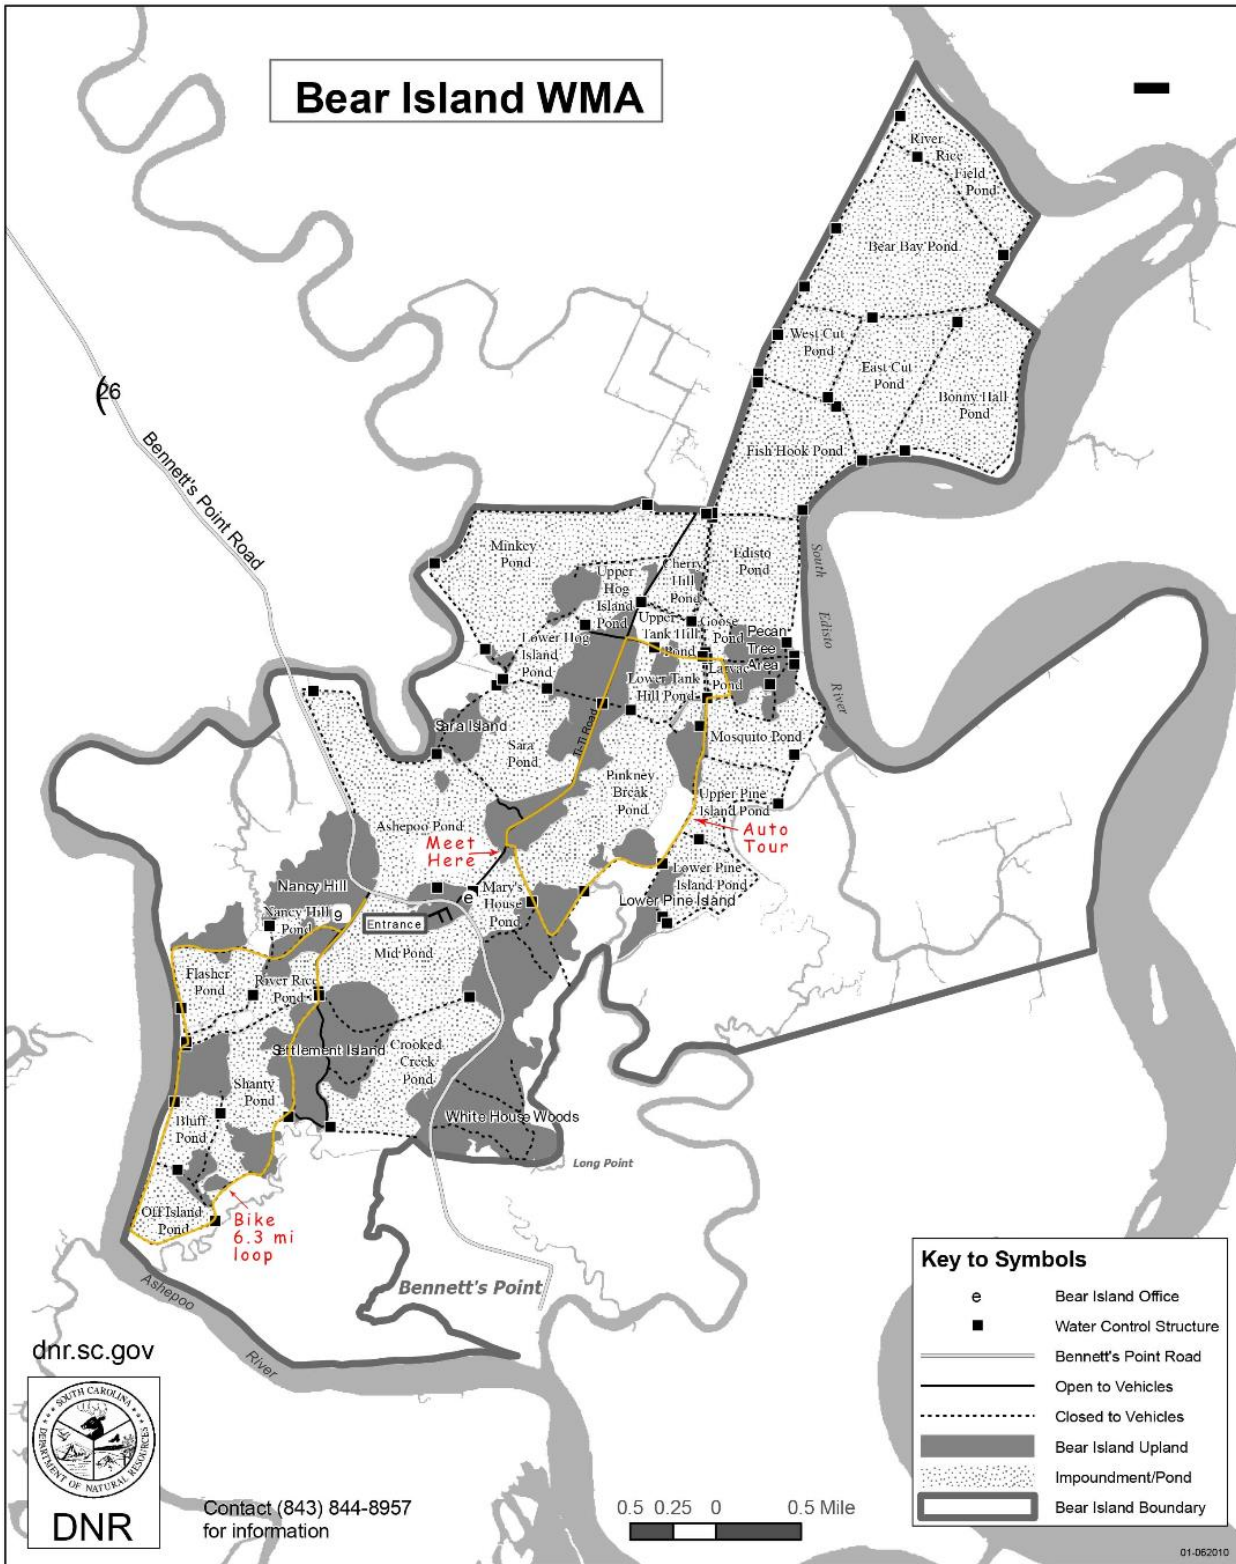 Bear Island WMA
River
Rice
Field
Pond
Bear Bay Pond
West Cut
Pond
East Cut
Pond
Bonny Hall
Pond
Fish Hook Pond
26
Bennett's Point Road
Minkey
Pond
Edisto
Pond
Cherry
Hill
Pond
Upper
Hog
Island
Pond
Upper
Tank Hill
Pond
Goose
Pond
Pecan
Tree
Area
South Edisto River
Lower Hog
Island
Pond
Lower Tank
Hill Pond
Larvae
Pond
Sara Island
Sara
Pond
Ti-Ti Road
Mosquito Pond
Pinkney
Break
Pond
Upper Pine
Island Pond
Ashepoo Pond
Meet
Here
Auto
Tour
Lower Pine
Island Pond
Lower Pine Island
Nancy Hill
Mary's
House
Pond
e
Nancy Hill
Pond
9
Entrance
Mid Pond
Flasher
Pond
River Rice
Pond
Settlement Island
Crooked
Creek
Pond
Shanty
Pond
Bluff
Pond
White House Woods
Long Point
Off Island
Pond
Bike
6.3 mi
loop
Bennett's Point
Ashepoo River
Key to Symbols
e Bear Island Office
Water Control Structure
Bennett's Point Road
Open to Vehicles
Closed to Vehicles
Bear Island Upland
Impoundment/Pond
Bear Island Boundary
dnr.sc.gov
SOUTH CAROLINA
DEPARTMENT OF NATURAL RESOURCES
DNR
Contact (843) 844-8957
for information
0.5 0.25 0 0.5 Mile
01-062010